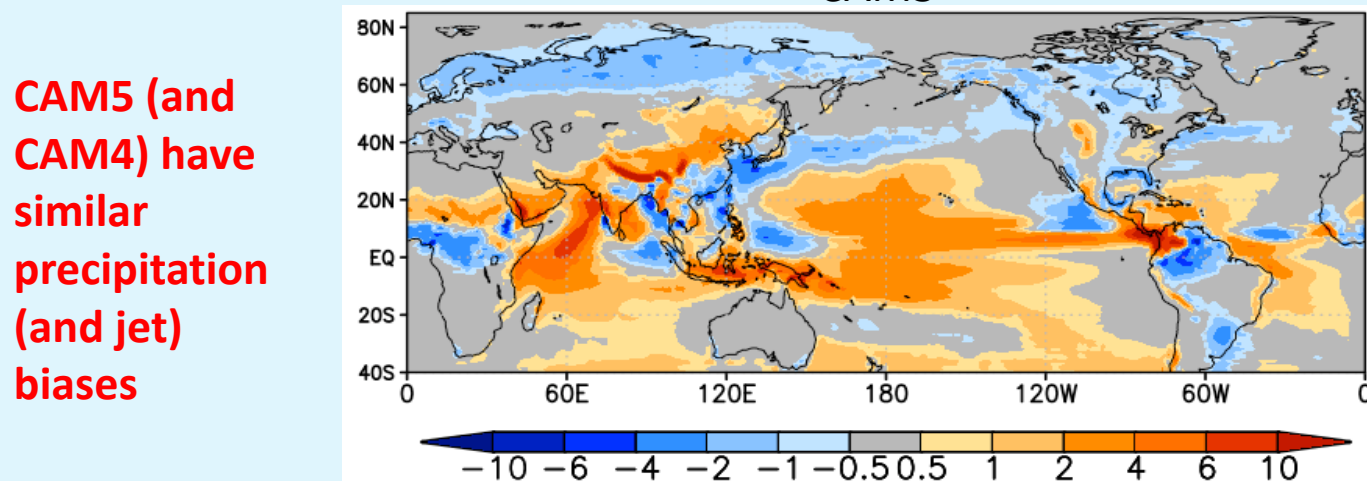 CAM5 (and
CAM4) have
similar
precipitation
(and jet)
biases
80N
60N
40N
20N
EQ
20S
40S
0 60E 120E 180 120W 60W 0
-10 -6 -4 -2 -1 -0.5 0.5 1 2 4 6 10